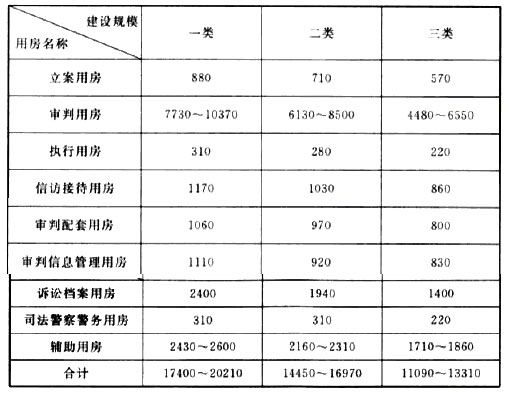 建设规模
用房名称
一类 二类 三类
立案用房 880 710 570
审判用房 7730～10370 6130～8500 4480～6550
执行用房 310 280 220
信访接待用房 1170 1030 860
审判配套用房 1060 970 800
审判信息管理用房 1110 920 830
诉讼档案用房 2400 1940 1400
司法警察警务用房 310 310 220
辅助用房 2430～2600 2160～2310 1710～1860
合计 17400～20210 14450～16970 11090～13310